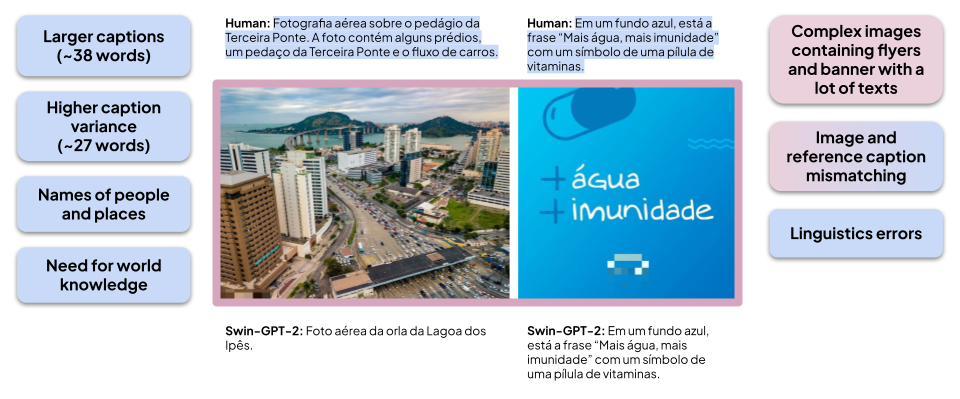 Larger captions
(~38 words)
Higher caption
variance
(~27 words)
Names of people
and places
Need for world
knowledge
Human: Fotografia aérea sobre o pedágio da
Terceira Ponte. A foto contém alguns prédios,
um pedaço da Terceira Ponte e o fluxo de carros.
Human: Em um fundo azul, está a
frase “Mais água, mais imunidade”
com um símbolo de uma pílula de
vitaminas.
+água
+imunidade
Swin-GPT-2: Foto aérea da orla da Lagoa dos
Ipês.
Swin-GPT-2: Em um fundo azul,
está a frase “Mais água, mais
imunidade” com um símbolo de
uma pílula de vitaminas.
Complex images
containing flyers
and banner with a
lot of texts
Image and
reference caption
mismatching
Linguistics errors